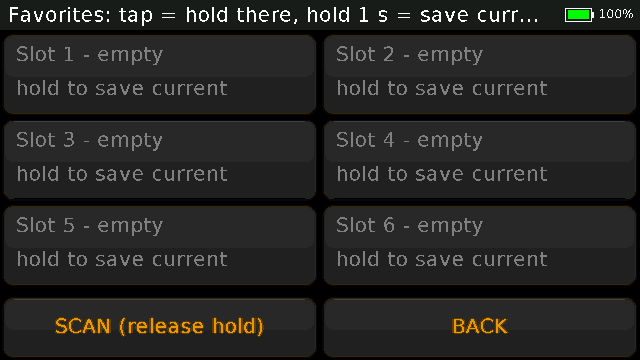 Favorites: tap = hold there, hold 1 s = save curr...
100%
Slot 1 - empty
hold to save current
Slot 2 - empty
hold to save current
Slot 3 - empty
hold to save current
Slot 4 - empty
hold to save current
Slot 5 - empty
hold to save current
Slot 6 - empty
hold to save current
SCAN (release hold)
BACK